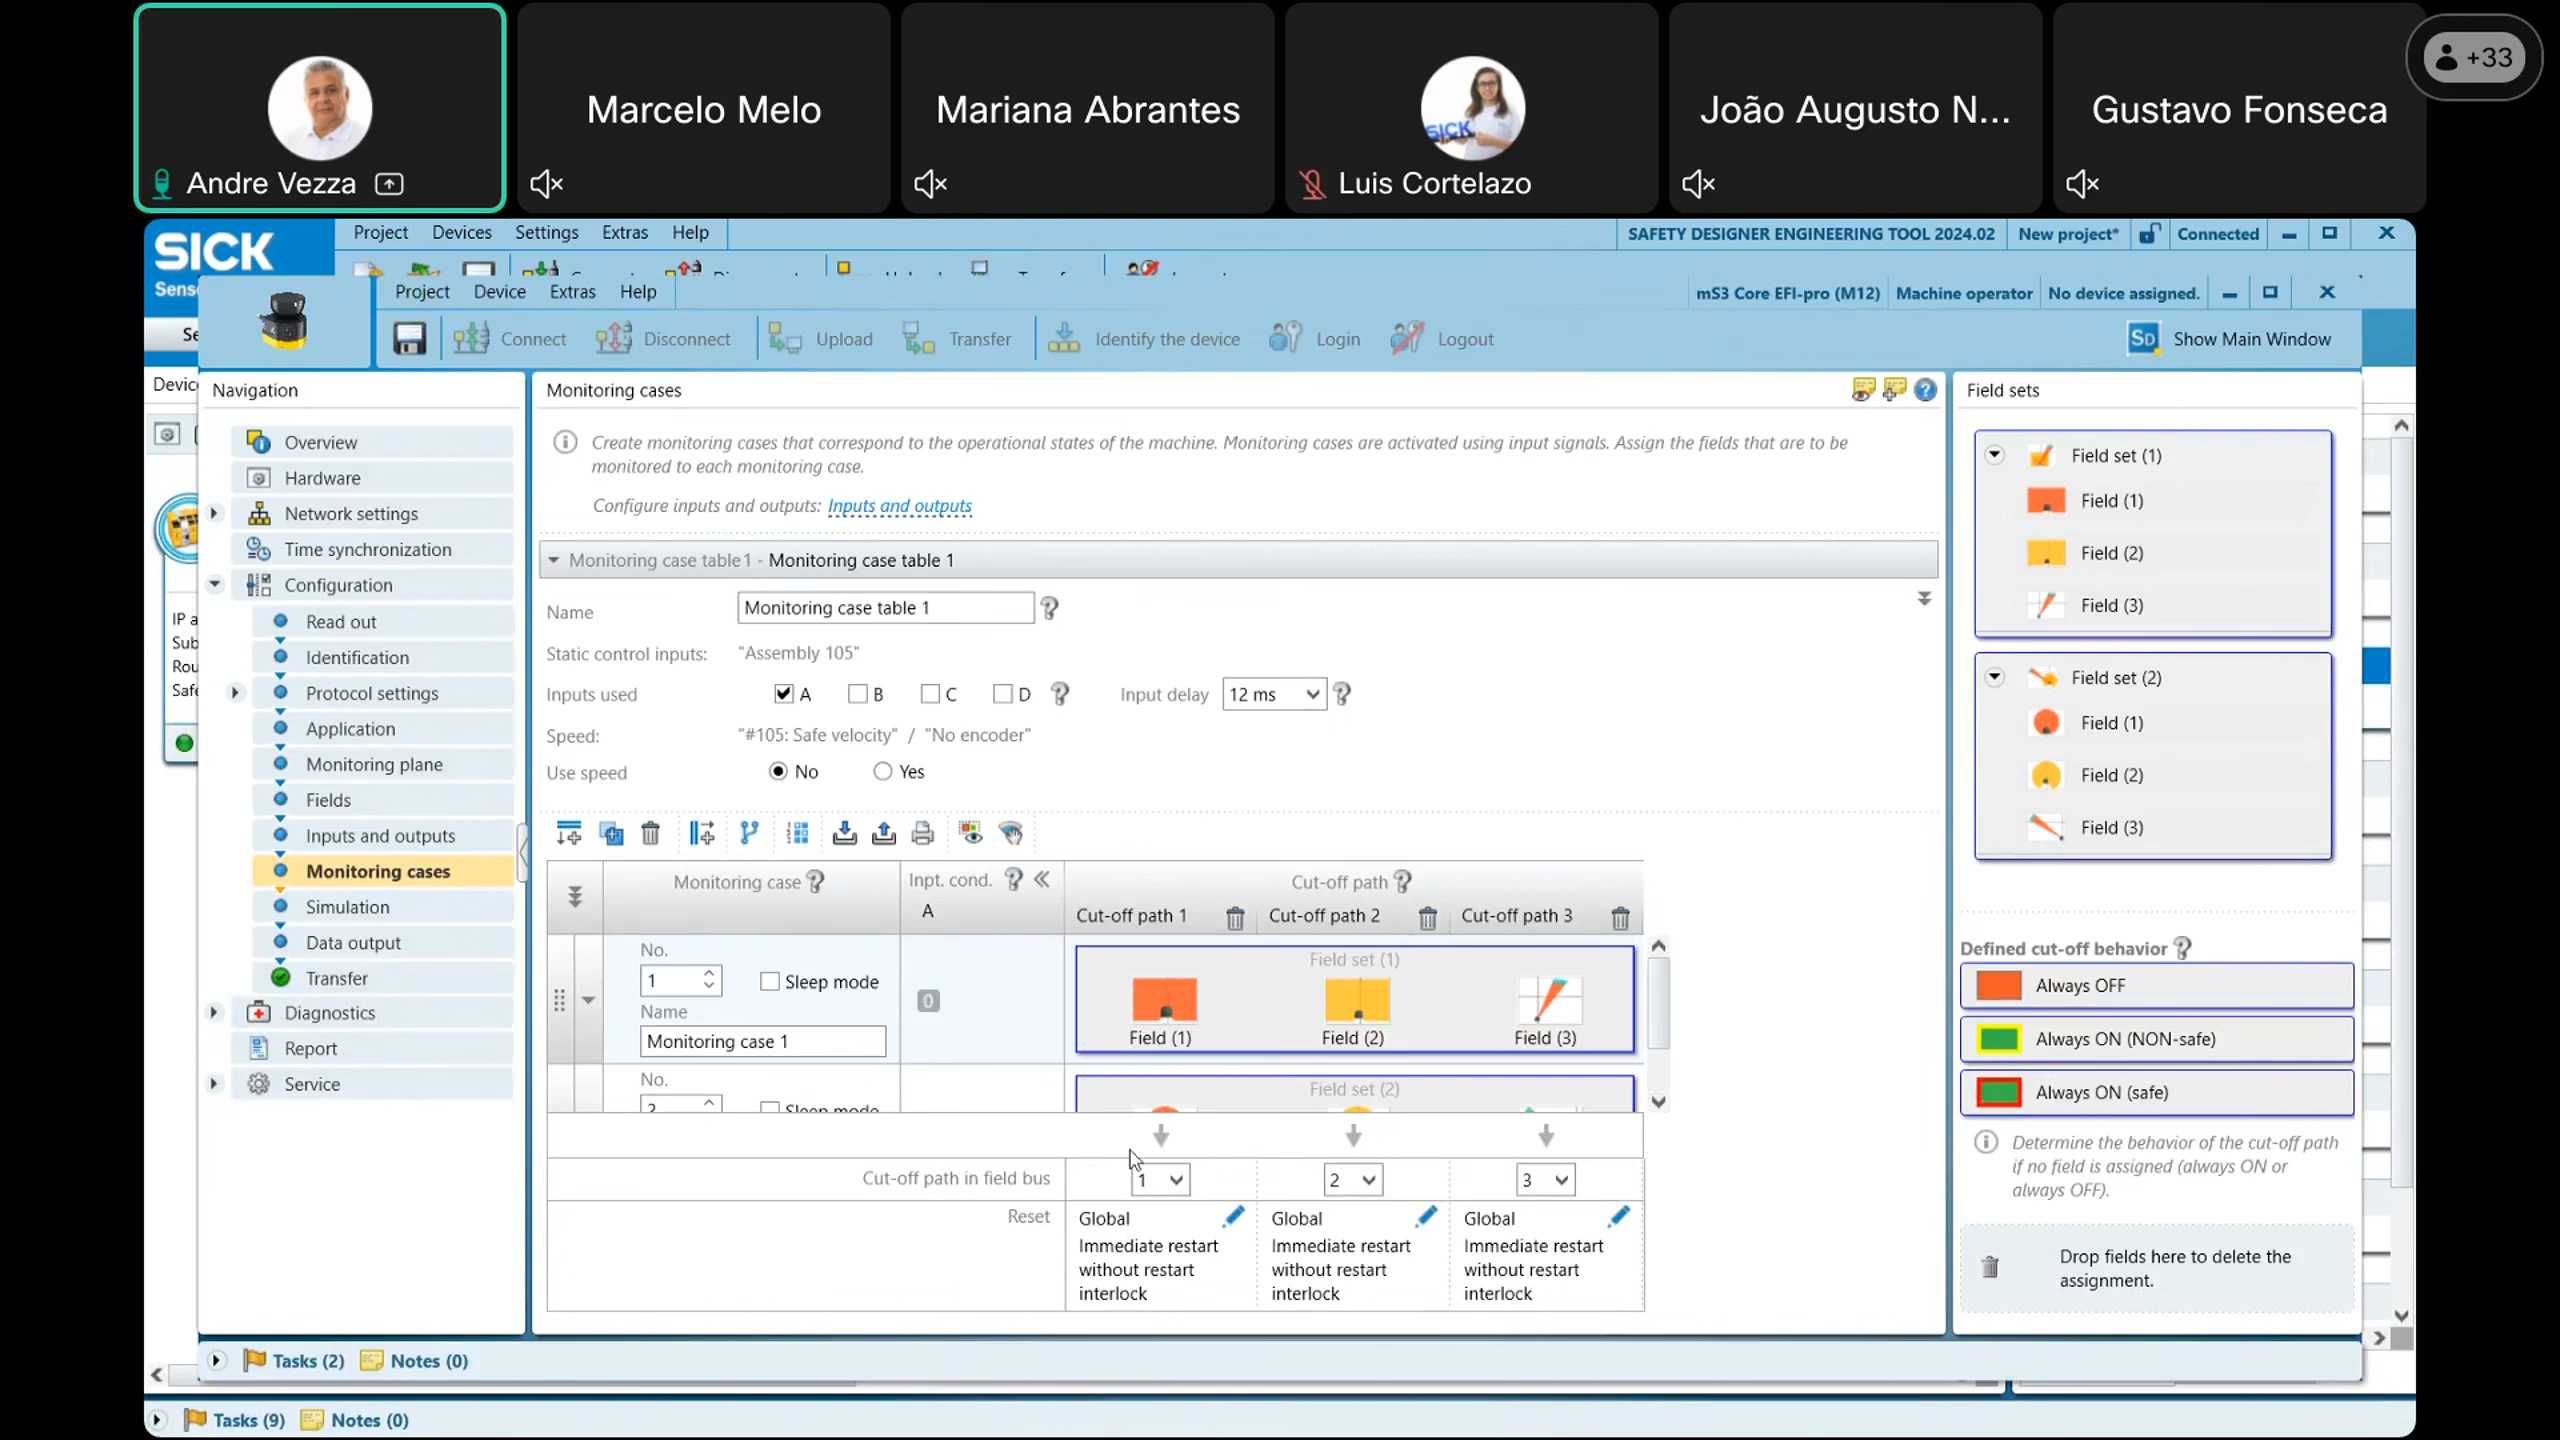 +33
Andre Vezza
Marcelo Melo
Mariana Abrantes
SICK
Luis Cortelazo
João Augusto N...
Gustavo Fonseca
SICK
Project Devices Settings Extras Help
SAFETY DESIGNER ENGINEERING TOOL 2024.02 New project* Connected
Sens
Project Device Extras Help
mS3 Core EFI-pro (M12) Machine operator No device assigned.
Connect Disconnect Upload Transfer Identify the device Login Logout
Sd Show Main Window
Se
Devic
Navigation
Overview
Hardware
Network settings
Time synchronization
Configuration
Read out
Identification
Protocol settings
Application
Monitoring plane
Fields
Inputs and outputs
Monitoring cases
Simulation
Data output
Transfer
Diagnostics
Report
Service
IP a
Sub
Rou
Safe
Monitoring cases
Create monitoring cases that correspond to the operational states of the machine. Monitoring cases are activated using input signals. Assign the fields that are to be
monitored to each monitoring case.
Configure inputs and outputs: Inputs and outputs
Monitoring case table1 - Monitoring case table 1
Name Monitoring case table 1
Static control inputs: "Assembly 105"
Inputs used A B C D Input delay 12 ms
Speed: "#105: Safe velocity" / "No encoder"
Use speed No Yes
Monitoring case Inpt. cond. Cut-off path
A Cut-off path 1 Cut-off path 2 Cut-off path 3
No.
1 Sleep mode
Name
Monitoring case 1
0
Field set (1)
Field (1) Field (2) Field (3)
No.
2 Sleep mode
Field set (2)
Cut-off path in field bus 1 2 3
Reset
Global
Immediate restart
without restart
interlock
Global
Immediate restart
without restart
interlock
Global
Immediate restart
without restart
interlock
Field sets
Field set (1)
Field (1)
Field (2)
Field (3)
Field set (2)
Field (1)
Field (2)
Field (3)
Defined cut-off behavior
Always OFF
Always ON (NON-safe)
Always ON (safe)
Determine the behavior of the cut-off path
if no field is assigned (always ON or
always OFF).
Drop fields here to delete the
assignment.
Tasks (2) Notes (0)
Tasks (9) Notes (0)